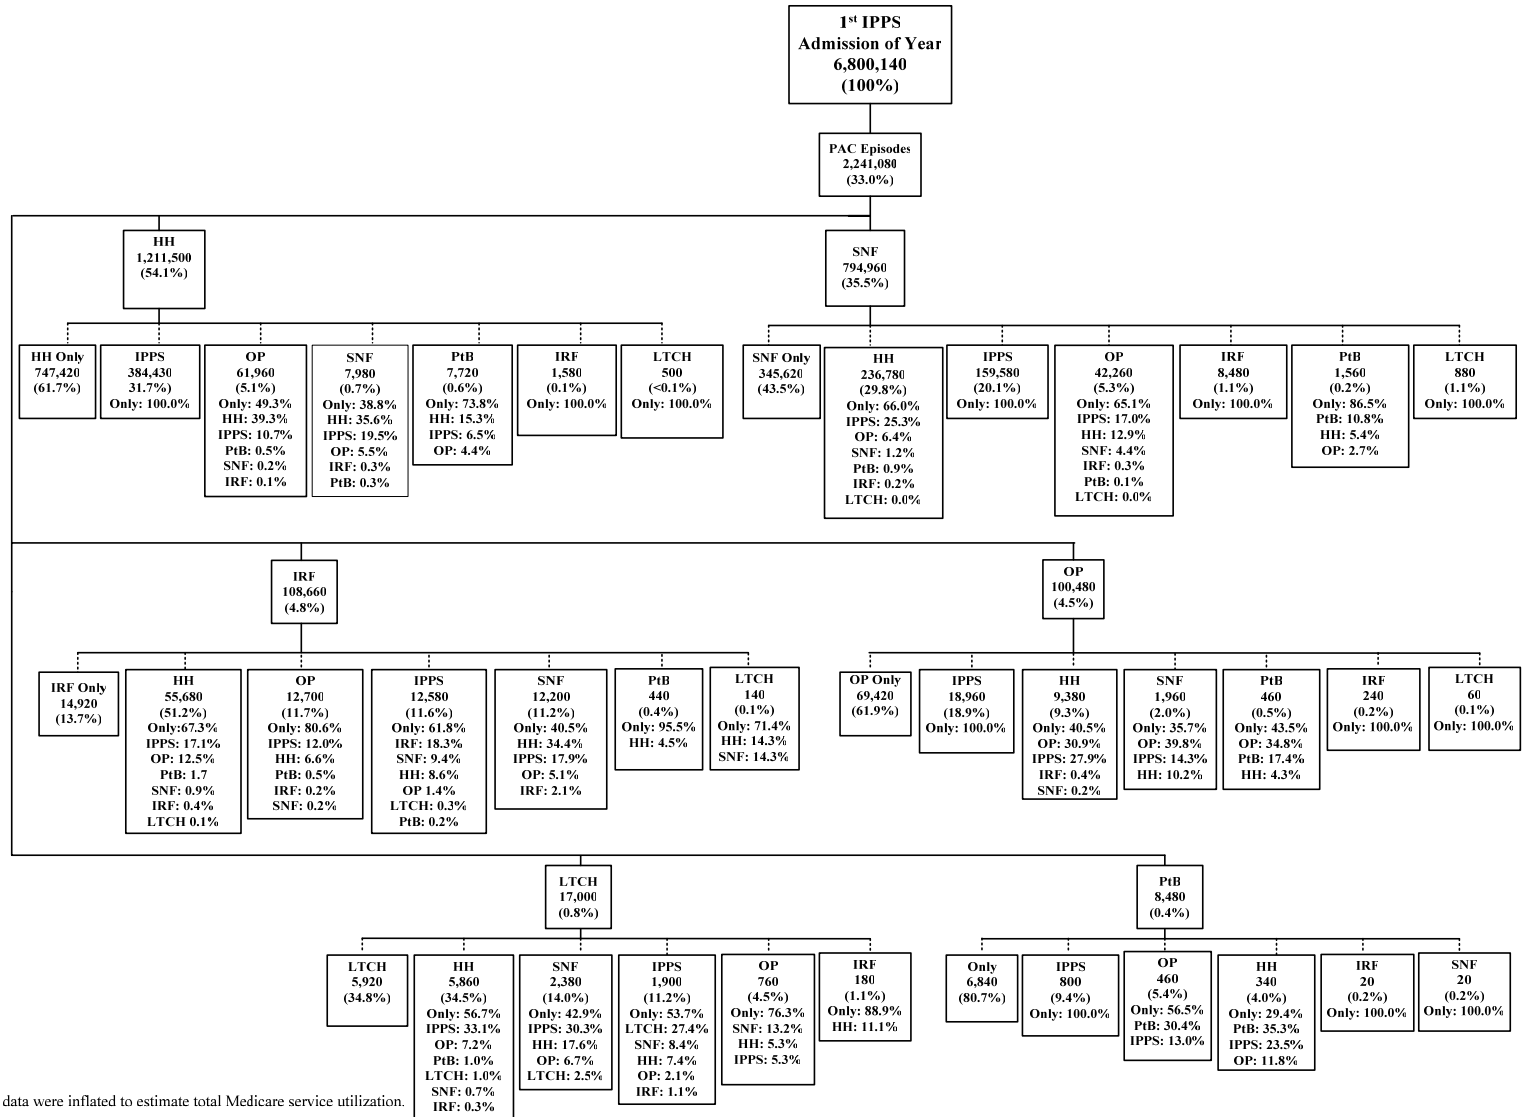 1st IPPS
Admission of Year
6,800,140
(100%)
PAC Episodes
2,241,080
(33.0%)
HH
1,211,500
(54.1%)
SNF
794,960
(35.5%)
HH Only
747,420
(61.7%)
IPPS
384,430
31.7%)
Only: 100.0%
OP
61,960
(5.1%)
Only: 49.3%
HH: 39.3%
IPPS: 10.7%
PtB: 0.5%
SNF: 0.2%
IRF: 0.1%
SNF
7,980
(0.7%)
Only: 38.8%
HH: 35.6%
IPPS: 19.5%
OP: 5.5%
IRF: 0.3%
PtB: 0.3%
PtB
7,720
(0.6%)
Only: 73.8%
HH: 15.3%
IPPS: 6.5%
OP: 4.4%
IRF
1,580
(0.1%)
Only: 100.0%
LTCH
500
(<0.1%)
Only: 100.0%
SNF Only
345,620
(43.5%)
HH
236,780
(29.8%)
Only: 66.0%
IPPS: 25.3%
OP: 6.4%
SNF: 1.2%
PtB: 0.9%
IRF: 0.2%
LTCH: 0.0%
IPPS
159,580
(20.1%)
Only: 100.0%
OP
42,260
(5.3%)
Only: 65.1%
IPPS: 17.0%
HH: 12.9%
SNF: 4.4%
IRF: 0.3%
PtB: 0.1%
LTCH: 0.0%
IRF
8,480
(1.1%)
Only: 100.0%
PtB
1,560
(0.2%)
Only: 86.5%
PtB: 10.8%
HH: 5.4%
OP: 2.7%
LTCH
880
(1.1%)
Only: 100.0%
IRF
108,660
(4.8%)
OP
100,480
(4.5%)
IRF Only
14,920
(13.7%)
HH
55,680
(51.2%)
Only:67.3%
IPPS: 17.1%
OP: 12.5%
PtB: 1.7
SNF: 0.9%
IRF: 0.4%
LTCH 0.1%
OP
12,700
(11.7%)
Only: 80.6%
IPPS: 12.0%
HH: 6.6%
PtB: 0.5%
IRF: 0.2%
SNF: 0.2%
IPPS
12,580
(11.6%)
Only: 61.8%
IRF: 18.3%
SNF: 9.4%
HH: 8.6%
OP 1.4%
LTCH: 0.3%
PtB: 0.2%
SNF
12,200
(11.2%)
Only: 40.5%
HH: 34.4%
IPPS: 17.9%
OP: 5.1%
IRF: 2.1%
PtB
440
(0.4%)
Only: 95.5%
HH: 4.5%
LTCH
140
(0.1%)
Only: 71.4%
HH: 14.3%
SNF: 14.3%
OP Only
69,420
(61.9%)
IPPS
18,960
(18.9%)
Only: 100.0%
HH
9,380
(9.3%)
Only: 40.5%
OP: 30.9%
IPPS: 27.9%
IRF: 0.4%
SNF: 0.2%
SNF
1,960
(2.0%)
Only: 35.7%
OP: 39.8%
IPPS: 14.3%
HH: 10.2%
PtB
460
(0.5%)
Only: 43.5%
OP: 34.8%
PtB: 17.4%
HH: 4.3%
IRF
240
(0.2%)
Only: 100.0%
LTCH
60
(0.1%)
Only: 100.0%
LTCH
17,000
(0.8%)
PtB
8,480
(0.4%)
LTCH
5,920
(34.8%)
HH
5,860
(34.5%)
Only: 56.7%
IPPS: 33.1%
OP: 7.2%
PtB: 1.0%
LTCH: 1.0%
SNF: 0.7%
IRF: 0.3%
SNF
2,380
(14.0%)
Only: 42.9%
IPPS: 30.3%
HH: 17.6%
OP: 6.7%
LTCH: 2.5%
IPPS
1,900
(11.2%)
Only: 53.7%
LTCH: 27.4%
SNF: 8.4%
HH: 7.4%
OP: 2.1%
IRF: 1.1%
OP
760
(4.5%)
Only: 76.3%
SNF: 13.2%
HH: 5.3%
IPPS: 5.3%
IRF
180
(1.1%)
Only: 88.9%
HH: 11.1%
Only
6,840
(80.7%)
IPPS
800
(9.4%)
Only: 100.0%
OP
460
(5.4%)
Only: 56.5%
PtB: 30.4%
IPPS: 13.0%
HH
340
(4.0%)
Only: 29.4%
PtB: 35.3%
IPPS: 23.5%
OP: 11.8%
IRF
20
(0.2%)
Only: 100.0%
SNF
20
(0.2%)
Only: 100.0%
data were inflated to estimate total Medicare service utilization.